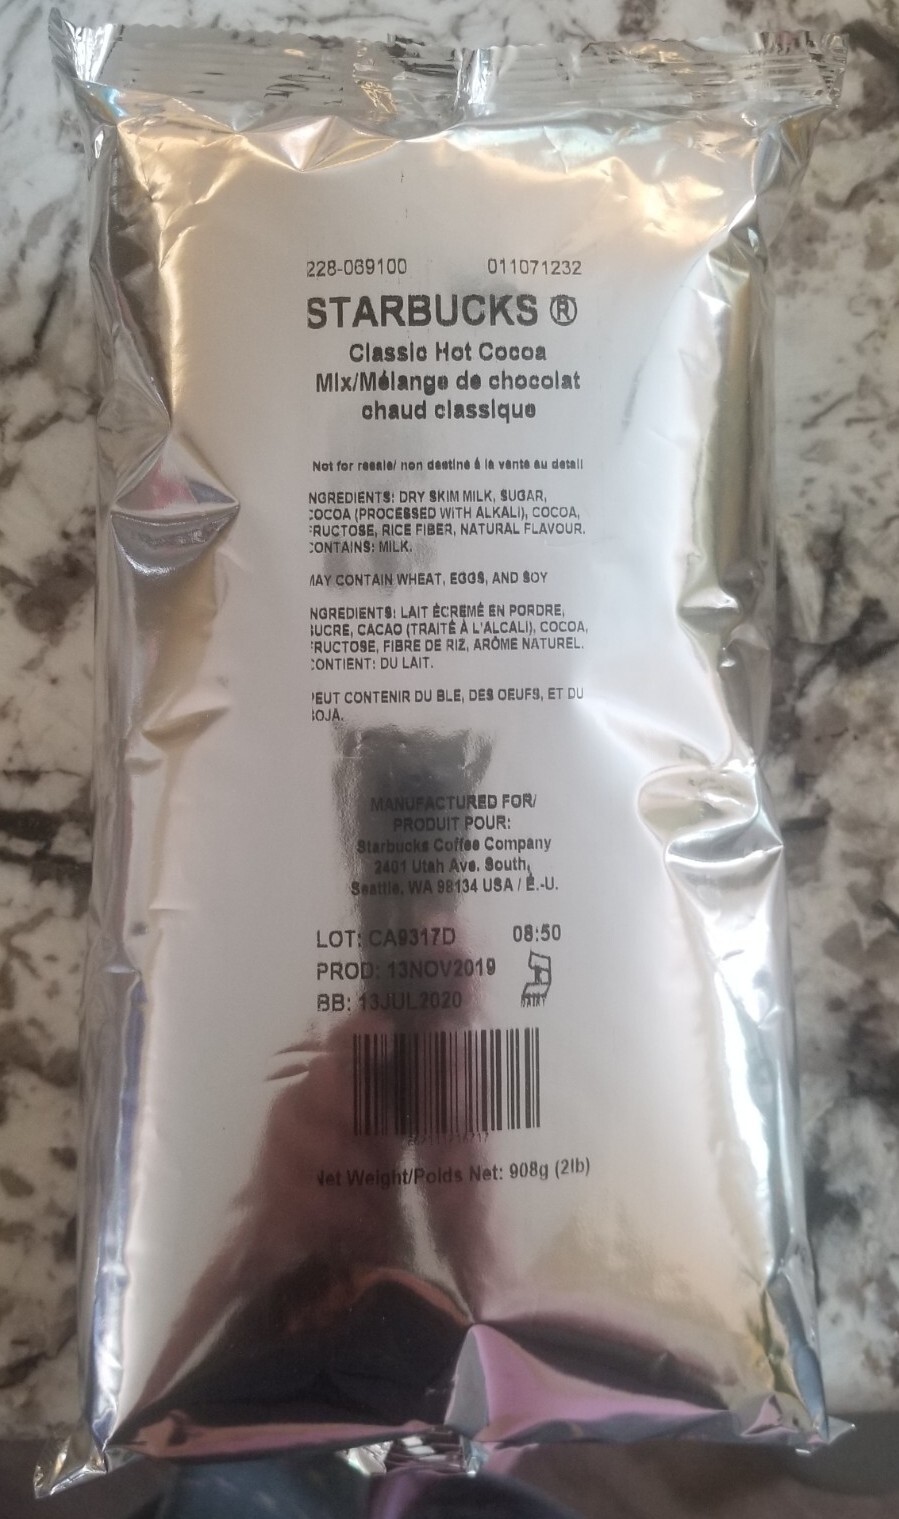 228-069100 011071232
STARBUCKS ®
Classic Hot Cocoa
Mix/Mélange de chocolat
chaud classique
Not for resale/ non destiné à la vente au detail
NGREDIENTS: DRY SKIM MILK, SUGAR,
COCOA (PROCESSED WITH ALKALI), COCOA,
FRUCTOSE, RICE FIBER, NATURAL FLAVOUR.
CONTAINS: MILK.
MAY CONTAIN WHEAT, EGGS, AND SOY
NGREDIENTS: LAIT ÉCREMÉ EN PORDRE,
SUCRE, CACAO (TRAITÉ À L'ALCALI), COCOA,
FRUCTOSE, FIBRE DE RIZ, ARÔME NATUREL.
CONTIENT: DU LAIT.
PEUT CONTENIR DU BLE, DES OEUFS, ET DU
SOJA.
MANUFACTURED FOR/
PRODUIT POUR:
Starbucks Coffee Company
2401 Utah Ave. South,
Seattle, WA 98134 USA / É.-U.
LOT: CA9317D 08:50
PROD: 13NOV2019
BB: 13JUL2020
DAIRY
Net Weight/Poids Net: 908g (2lb)